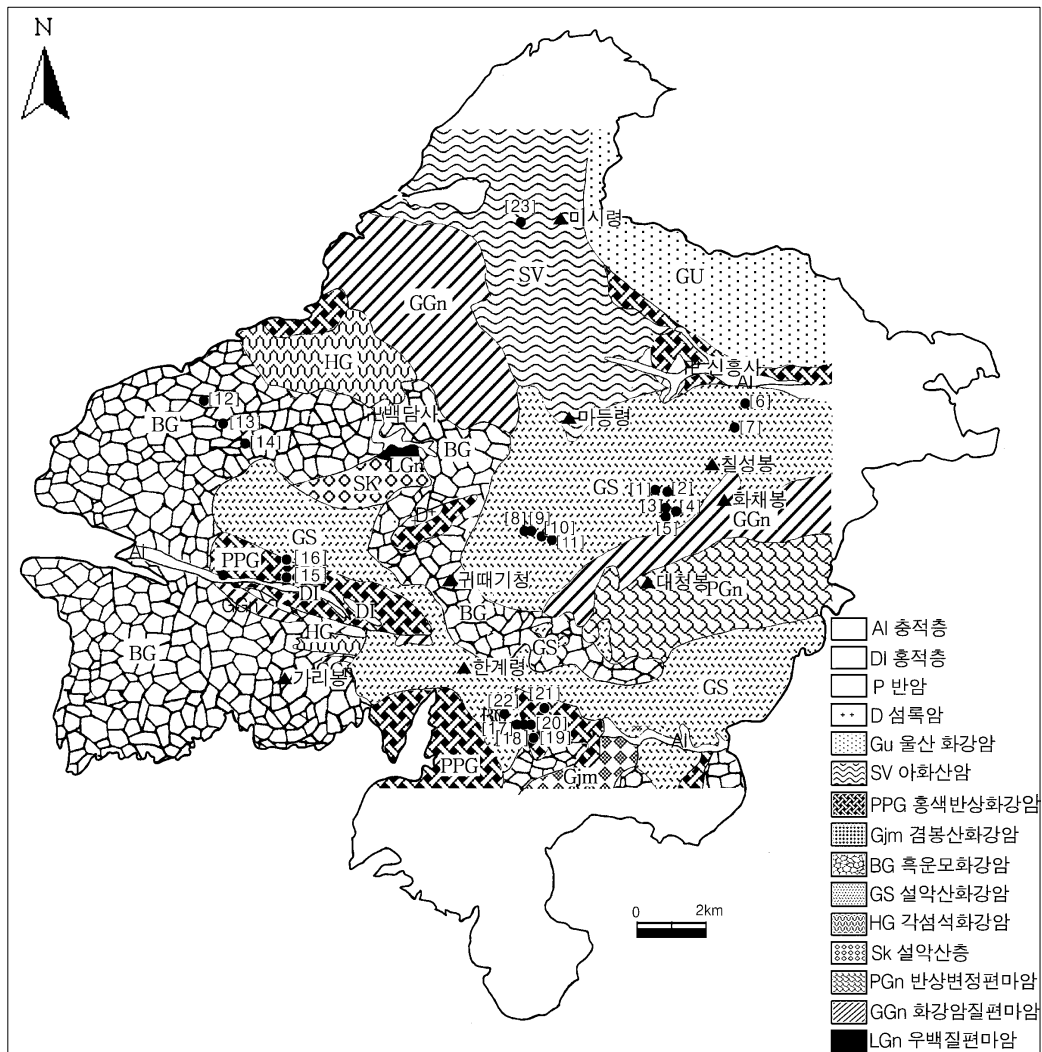 N
[23]
미시령
SV
GU
GGn
HG
신흥사
Al
[6]
[12]
BG
[13]
[14]
백담사
BG
마등령
[7]
LGn
SK
칠성봉
GS
[1]
[2]
[3]
[4]
[5]
화채봉
GGn
[8]
[9]
[10]
[11]
DI
Al
GS
PPG
[16]
[15]
귀때기청
대청봉
PGn
GGn
DI
DI
BG
HG
BG
GS
가리봉
한계령
GS
[22]
[21]
[17]
[20]
[18]
[19]
Al
PPG
Gjm
Al 충적층
DI 홍적층
P 반암
D 섬록암
Gu 울산 화강암
SV 아화산암
PPG 홍색반상화강암
Gjm 겸봉산화강암
BG 흑운모화강암
GS 설악산화강암
HG 각섬석화강암
Sk 설악산층
PGn 반상변정편마암
GGn 화강암질편마암
LGn 우백질편마암
0 2km